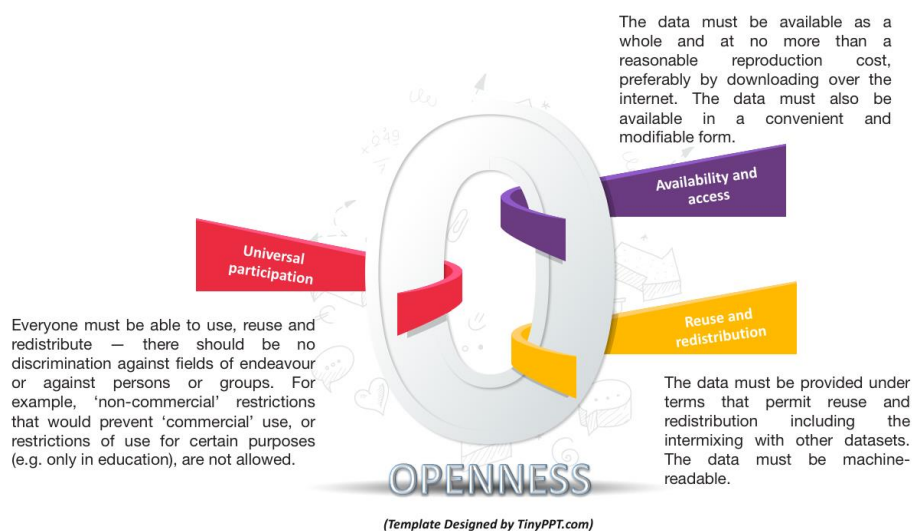 The data must be available as a
whole and at no more than a
reasonable reproduction cost,
preferably by downloading over the
internet. The data must also be
available in a convenient and
modifiable form.
Availability and
access
Universal
participation
Everyone must be able to use, reuse and
redistribute — there should be no
discrimination against fields of endeavour
or against persons or groups. For
example, ‘non-commercial’ restrictions
that would prevent ‘commercial’ use, or
restrictions of use for certain purposes
(e.g. only in education), are not allowed.
Reuse and
redistribution
The data must be provided under
terms that permit reuse and
redistribution including the
intermixing with other datasets.
The data must be machine-
readable.
OPENNESS
(Template Designed by TinyPPT.com)